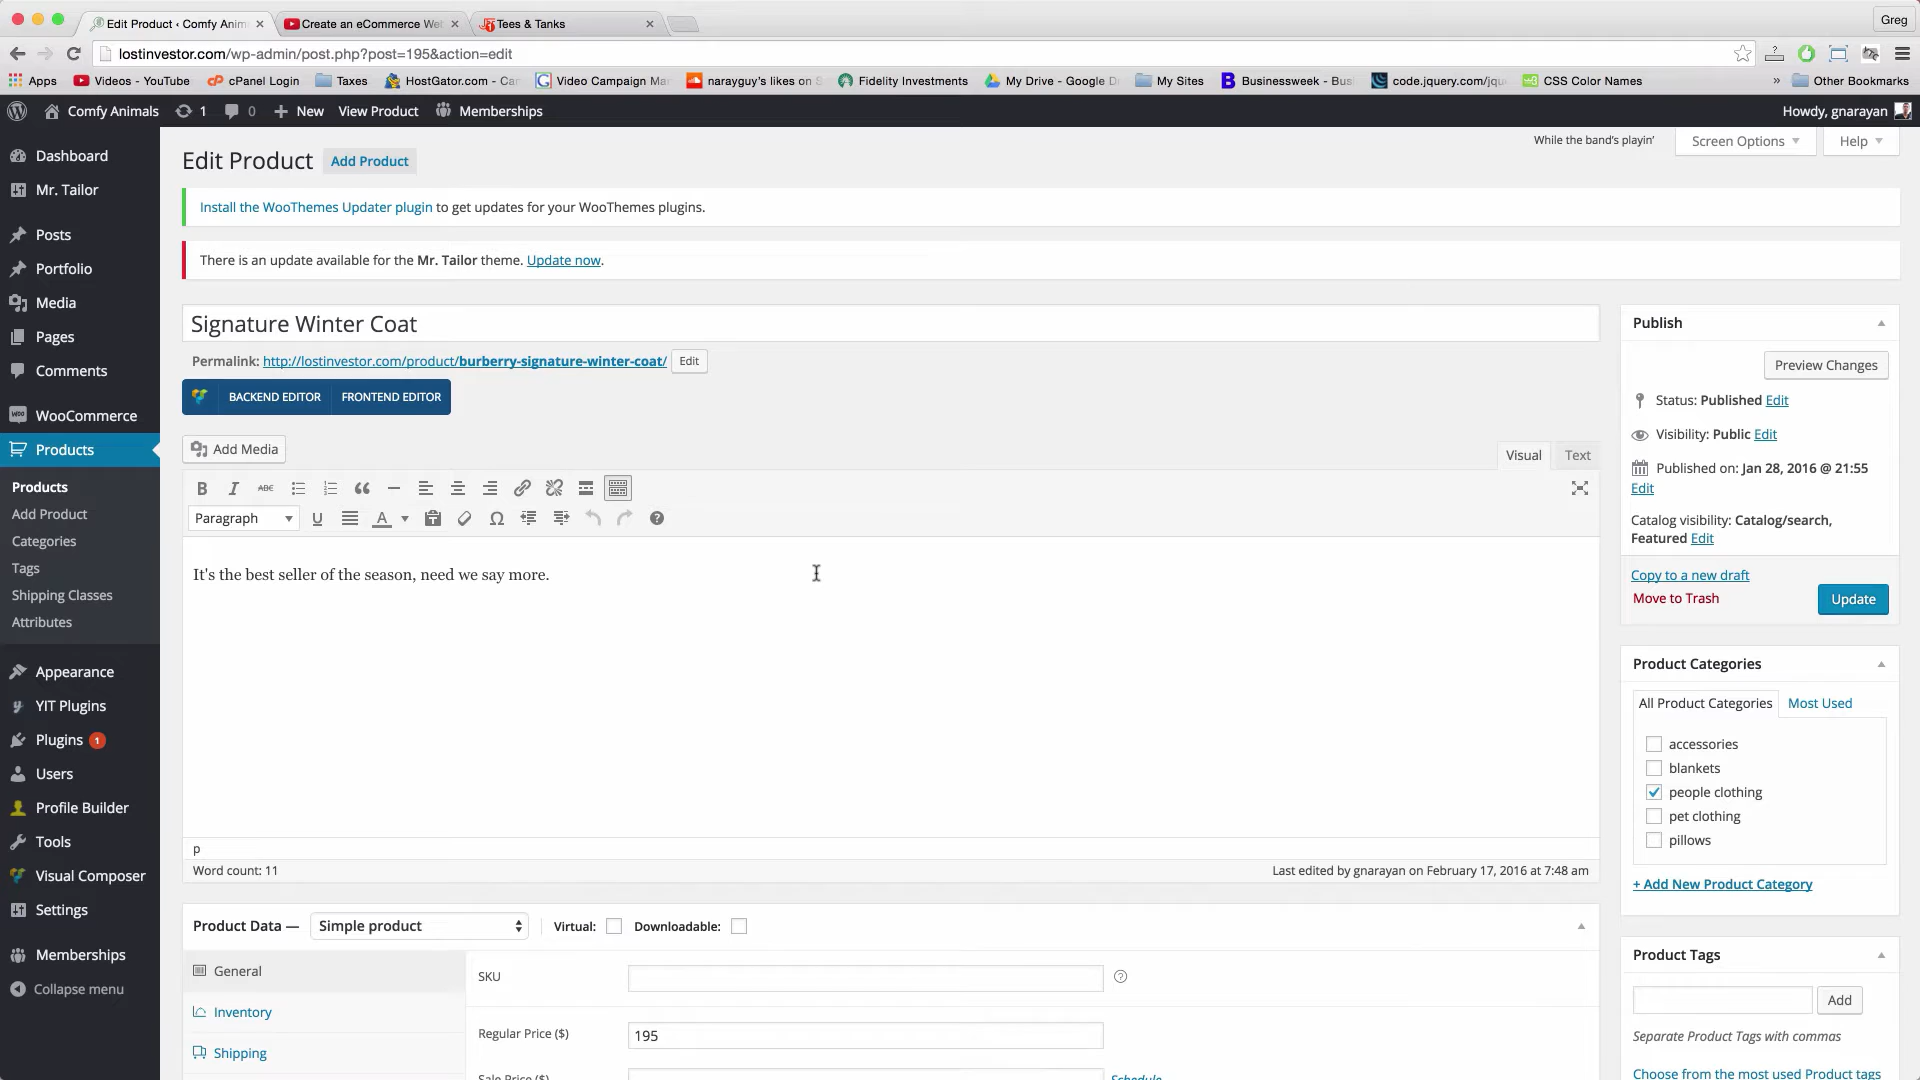 Edit Product ‹ Comfy Anim
Create an eCommerce We
Tees & Tanks
Greg
lostinvestor.com/wp-admin/post.php?post=195&action=edit
Apps
Videos - YouTube
cPanel Login
Taxes
HostGator.com - Ca
Video Campaign Ma
narayguy's likes on S
Fidelity Investments
My Drive - Google D
My Sites
Businessweek - Bus
code.jquery.com/jqu
CSS Color Names
»
Other Bookmarks
Comfy Animals
1
0
+ New
View Product
Memberships
Howdy, gnarayan
Dashboard
Mr. Tailor
Posts
Portfolio
Media
Pages
Comments
WooCommerce
Products
Products
Add Product
Categories
Tags
Shipping Classes
Attributes
Appearance
YIT Plugins
Plugins 1
Users
Profile Builder
Tools
Visual Composer
Settings
Memberships
Collapse menu
While the band's playin'
Screen Options
Help
Edit Product
Add Product
Install the WooThemes Updater plugin to get updates for your WooThemes plugins.
There is an update available for the Mr. Tailor theme. Update now.
Signature Winter Coat
Permalink: http://lostinvestor.com/product/burberry-signature-winter-coat/ Edit
BACKEND EDITOR
FRONTEND EDITOR
Add Media
Visual
Text
B I ABC
Paragraph
U A Ω
It's the best seller of the season, need we say more.
p
Word count: 11
Last edited by gnarayan on February 17, 2016 at 7:48 am
Product Data —
Simple product
Virtual:
Downloadable:
General
Inventory
Shipping
SKU
Regular Price ($)
195
Sale Price ($)
Schedule
Publish
Preview Changes
Status: Published Edit
Visibility: Public Edit
Published on: Jan 28, 2016 @ 21:55
Edit
Catalog visibility: Catalog/search,
Featured Edit
Copy to a new draft
Move to Trash
Update
Product Categories
All Product Categories
Most Used
accessories
blankets
people clothing
pet clothing
pillows
+ Add New Product Category
Product Tags
Add
Separate Product Tags with commas
Choose from the most used Product tags